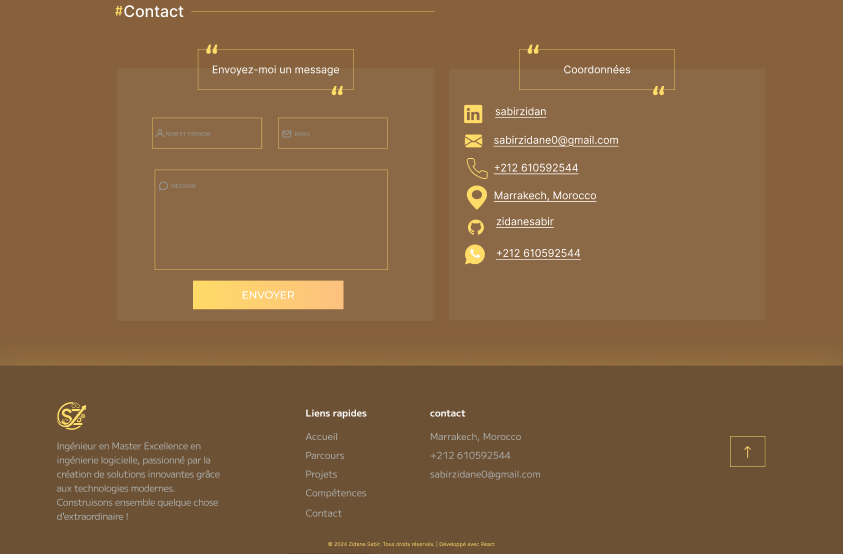 #Contact
“
Envoyez-moi un message
“
NOM ET PRENOM
EMAIL
MESSAGE
ENVOYER
“
Coordonnées
“
in
sabirzidan
sabirzidane0@gmail.com
+212 610592544
Marrakech, Morocco
zidanesabir
+212 610592544
SZ
Ingénieur en Master Excellence en
ingénierie logicielle, passionné par la
création de solutions innovantes grâce
aux technologies modernes.
Construisons ensemble quelque chose
d'extraordinaire !
Liens rapides
Accueil
Parcours
Projets
Compétences
Contact
contact
Marrakech, Morocco
+212 610592544
sabirzidane0@gmail.com
↑
© 2024 Zidane Sabir. Tous droits réservés. | Développé avec React